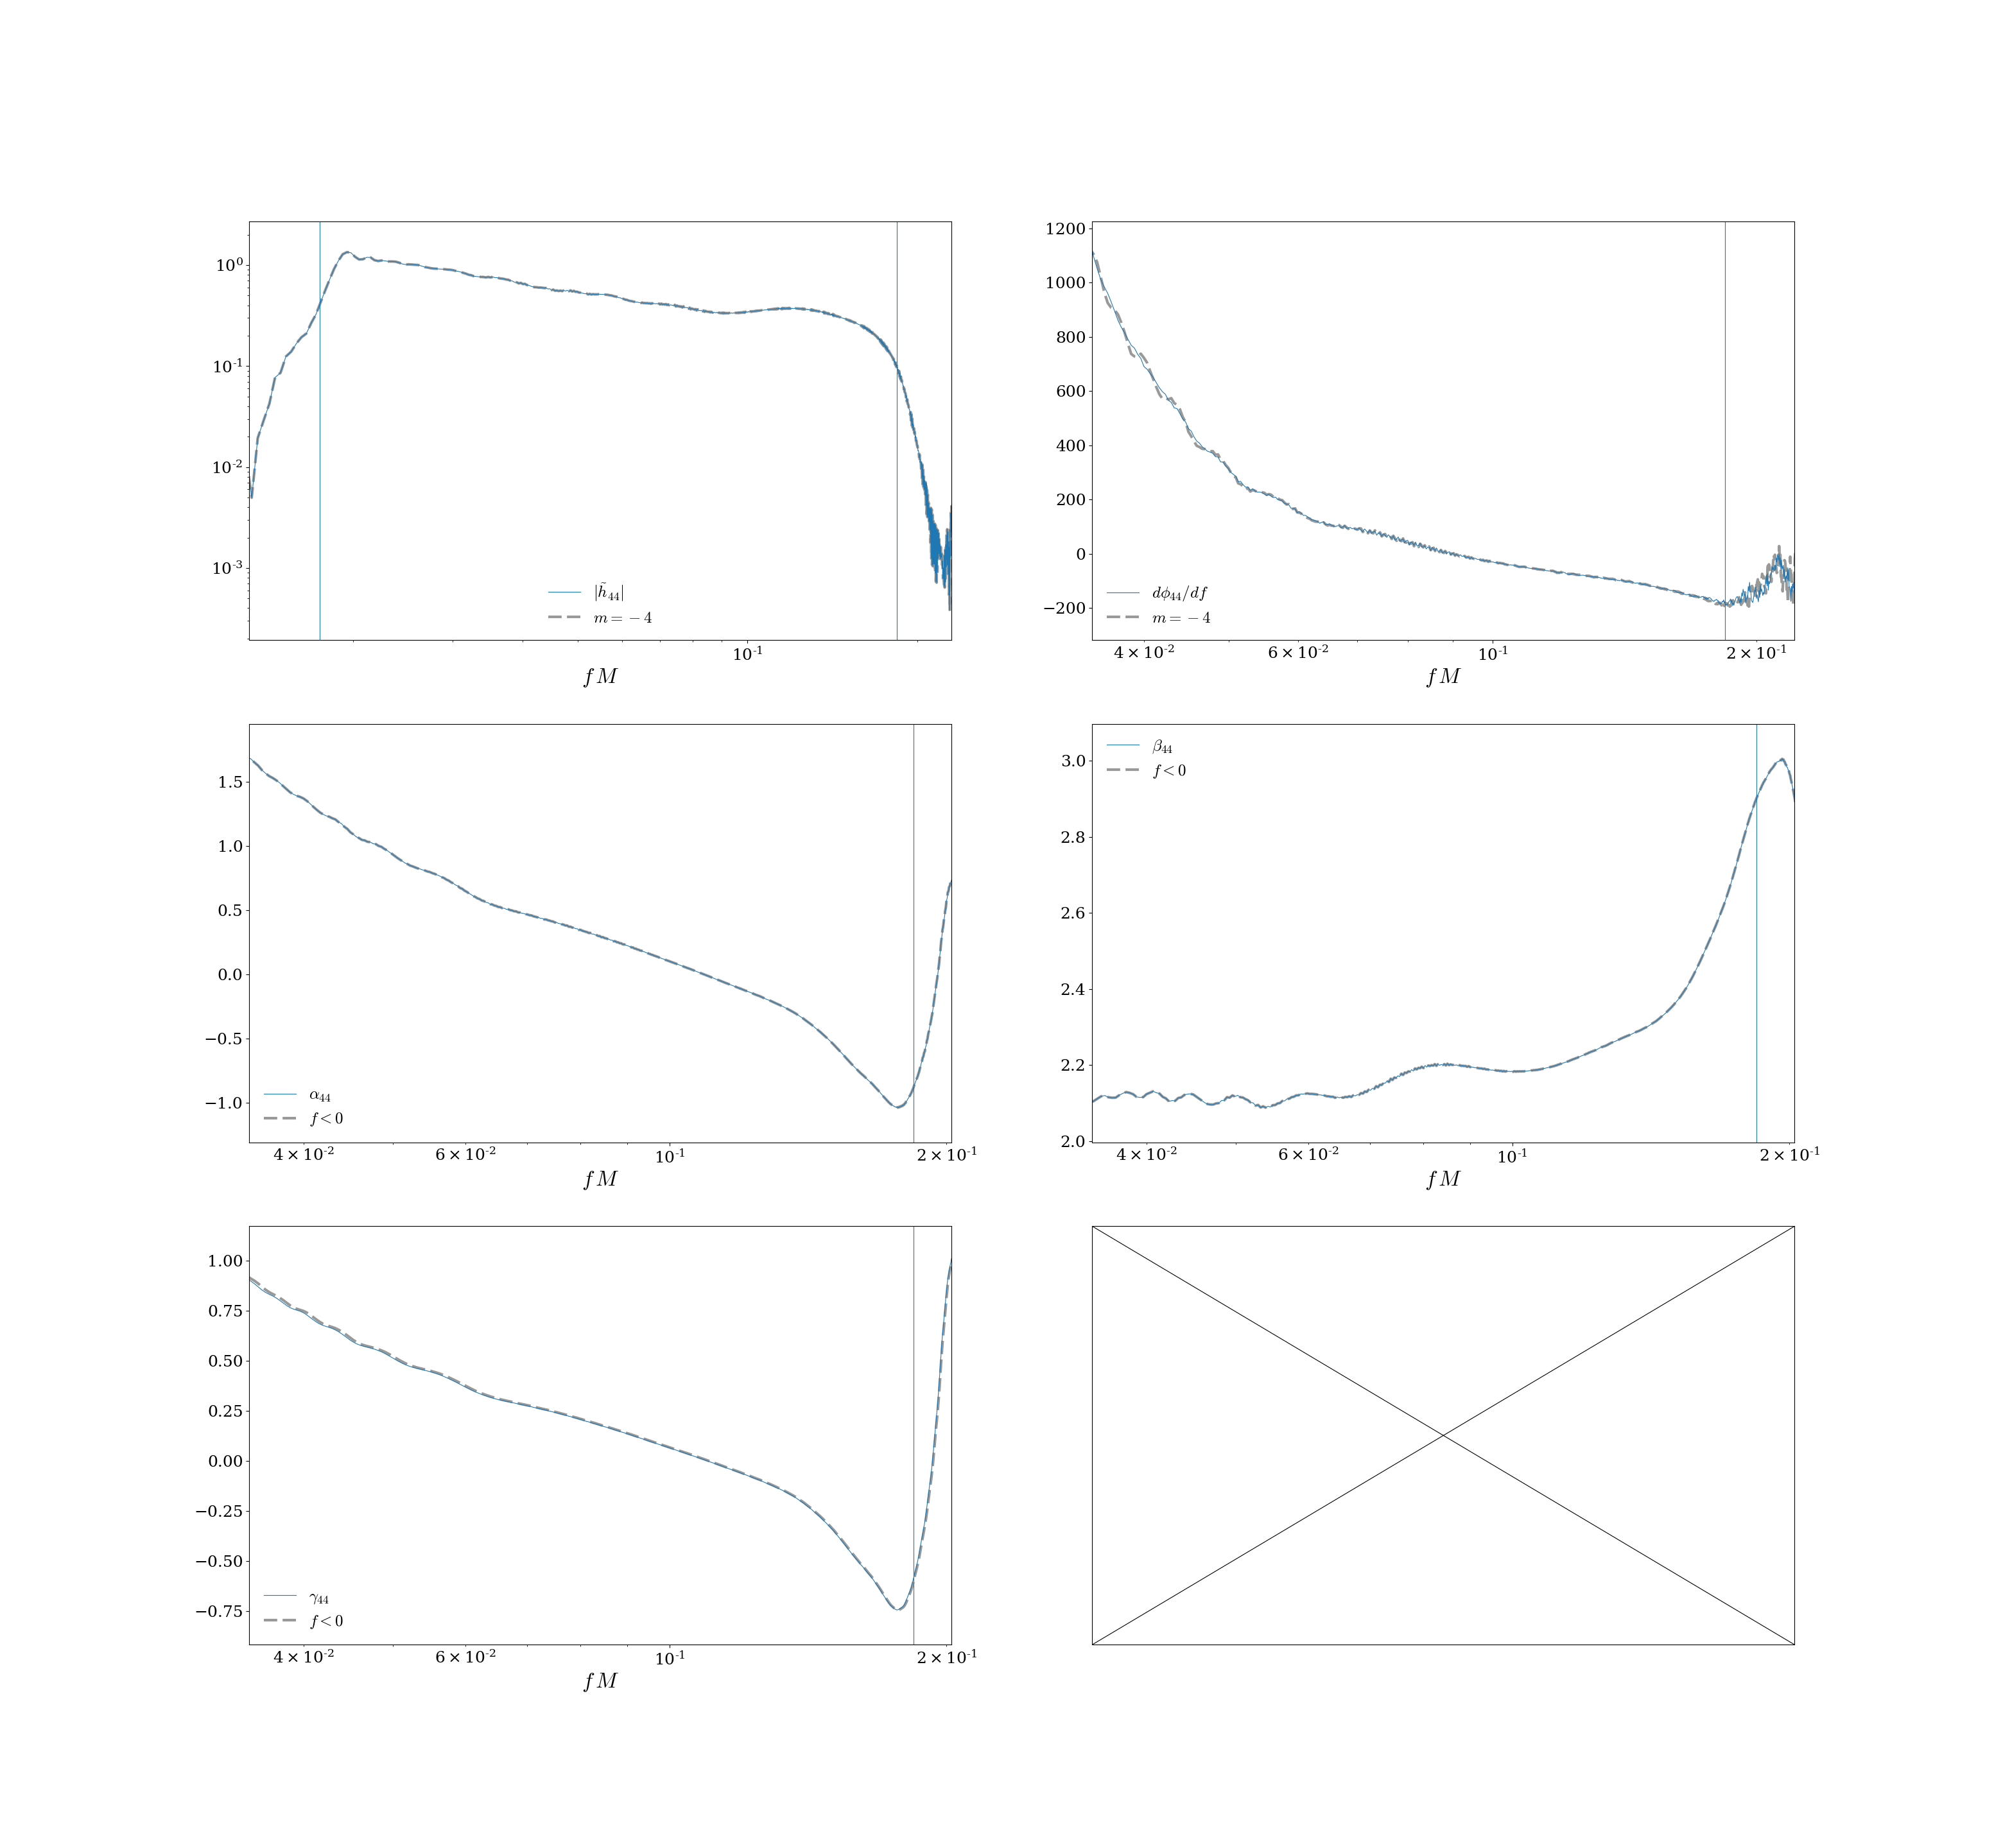 10⁰
10⁻¹
10⁻²
10⁻³
|h̃₄₄|
m = −4
10⁻¹
f M
1200
1000
800
600
400
200
0
−200
dϕ₄₄/df
m = −4
4 × 10⁻² 6 × 10⁻² 10⁻¹ 2 × 10⁻¹
f M
1.5
1.0
0.5
0.0
−0.5
−1.0
α₄₄
f < 0
4 × 10⁻² 6 × 10⁻² 10⁻¹ 2 × 10⁻¹
f M
β₄₄
f < 0
3.0
2.8
2.6
2.4
2.2
2.0
4 × 10⁻² 6 × 10⁻² 10⁻¹ 2 × 10⁻¹
f M
1.00
0.75
0.50
0.25
0.00
−0.25
−0.50
−0.75
γ₄₄
f < 0
4 × 10⁻² 6 × 10⁻² 10⁻¹ 2 × 10⁻¹
f M